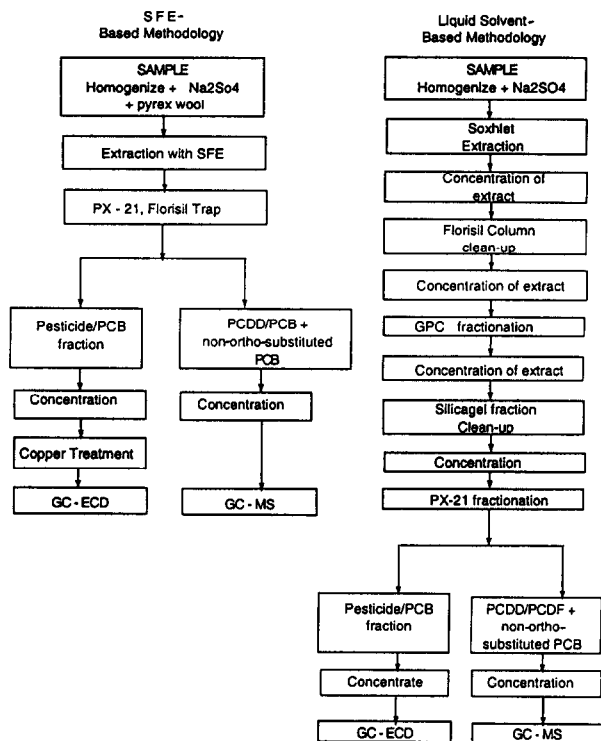 SFE-
Based Methodology
SAMPLE
Homogenize + Na2So4
+ pyrex wool
Extraction with SFE
PX - 21, Florisil Trap
Pesticide/PCB
fraction
Concentration
Copper Treatment
GC - ECD
PCDD/PCB +
non-ortho-substituted
PCB
Concentration
GC - MS
Liquid Solvent-
Based Methodology
SAMPLE
Homogenize + Na2SO4
Soxhlet
Extraction
Concentration of
extract
Florisil Column
clean-up
Concentration of extract
GPC fractionation
Concentration of extract
Silicagel fraction
Clean-up
Concentration
PX-21 fractionation
Pesticide/PCB
fraction
Concentrate
GC - ECD
PCDD/PCDF +
non-ortho-
substituted PCB
Concentration
GC - MS